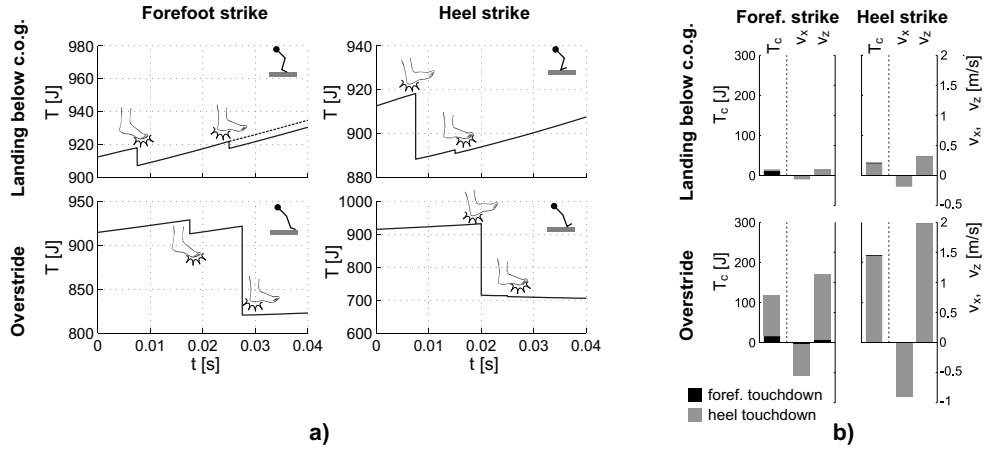 Forefoot strike
Heel strike
Landing below c.o.g.
T [J]
980
960
940
920
900
T [J]
940
920
900
880
Overstride
T [J]
950
900
850
800
0
0.01
0.02
0.03
0.04
t [s]
T [J]
1000
900
800
700
600
0
0.01
0.02
0.03
0.04
t [s]
a)
Foref. strike
Heel strike
T_c
v_x
v_z
T_c
v_x
v_z
Landing below c.o.g.
T_c [J]
300
200
100
0
2
1.5
1
0.5
0
-0.5
v_x, v_z [m/s]
Overstride
T_c [J]
300
200
100
0
2
1.5
1
0.5
0
-0.5
-1
v_x, v_z [m/s]
foref. touchdown
heel touchdown
b)